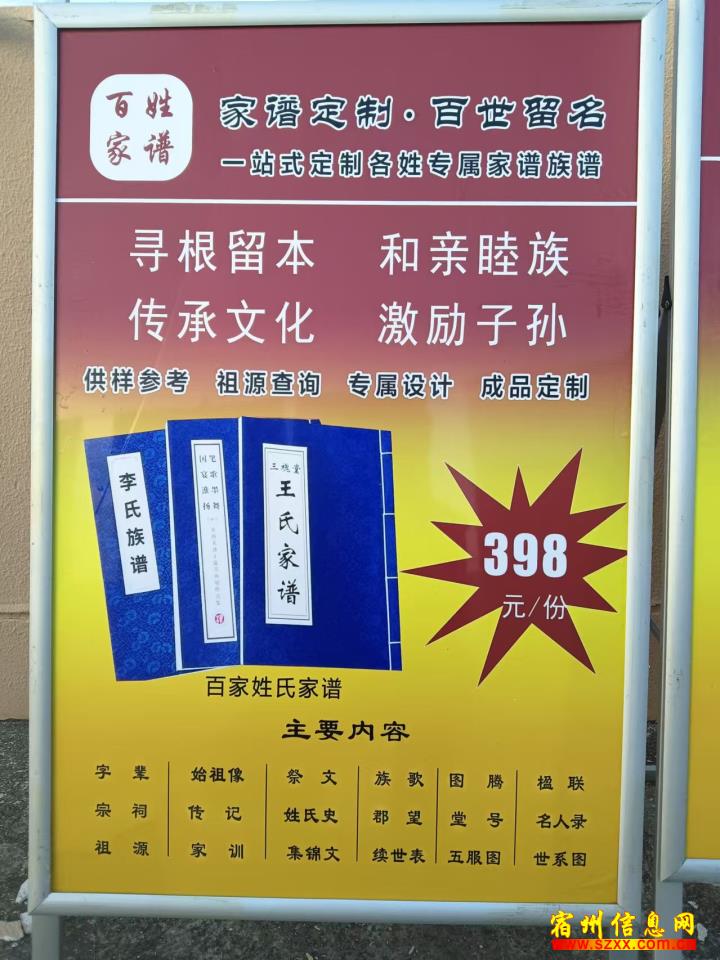 百姓
家谱
家谱定制·百世留名
一站式定制各姓专属家谱族谱
寻根留本 和亲睦族
传承文化 激励子孙
供样参考 祖源查询 专属设计 成品定制
李氏族谱
三槐堂
王氏家谱
398
元/份
百家姓氏家谱
主要内容
字辈 始祖像 祭文 族歌 图腾 楹联
宗祠 传记 姓氏史 郡望 堂号 名人录
祖源 家训 集锦文 续世表 五服图 世系图
宿州信息网
www.szxx.com.cn